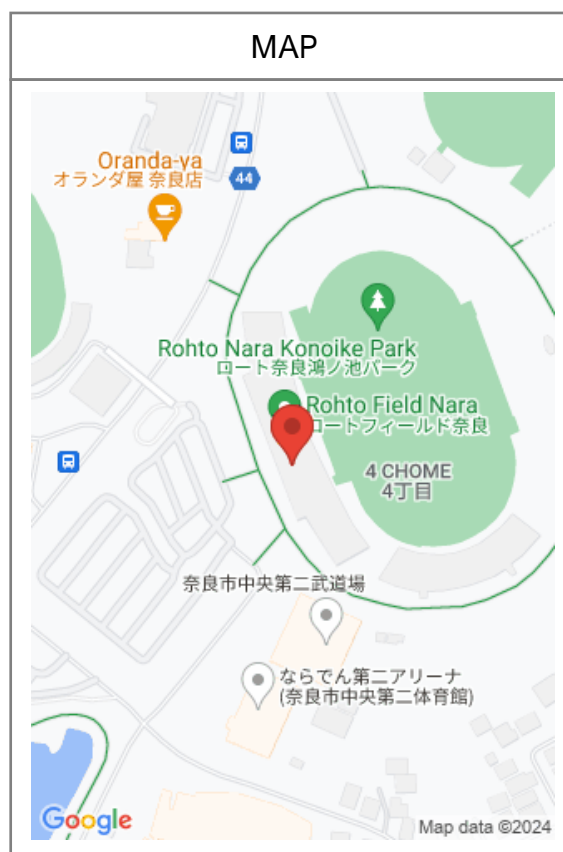 MAP
Oranda-ya
オランダ屋 奈良店
44
Rohto Nara Konoike Park
ロート奈良鴻ノ池パーク
Rohto Field Nara
ロートフィールド奈良
4 CHOME
4丁目
奈良市中央第二武道場
ならでん第二アリーナ
(奈良市中央第二体育館)
Google
Map data ©2024